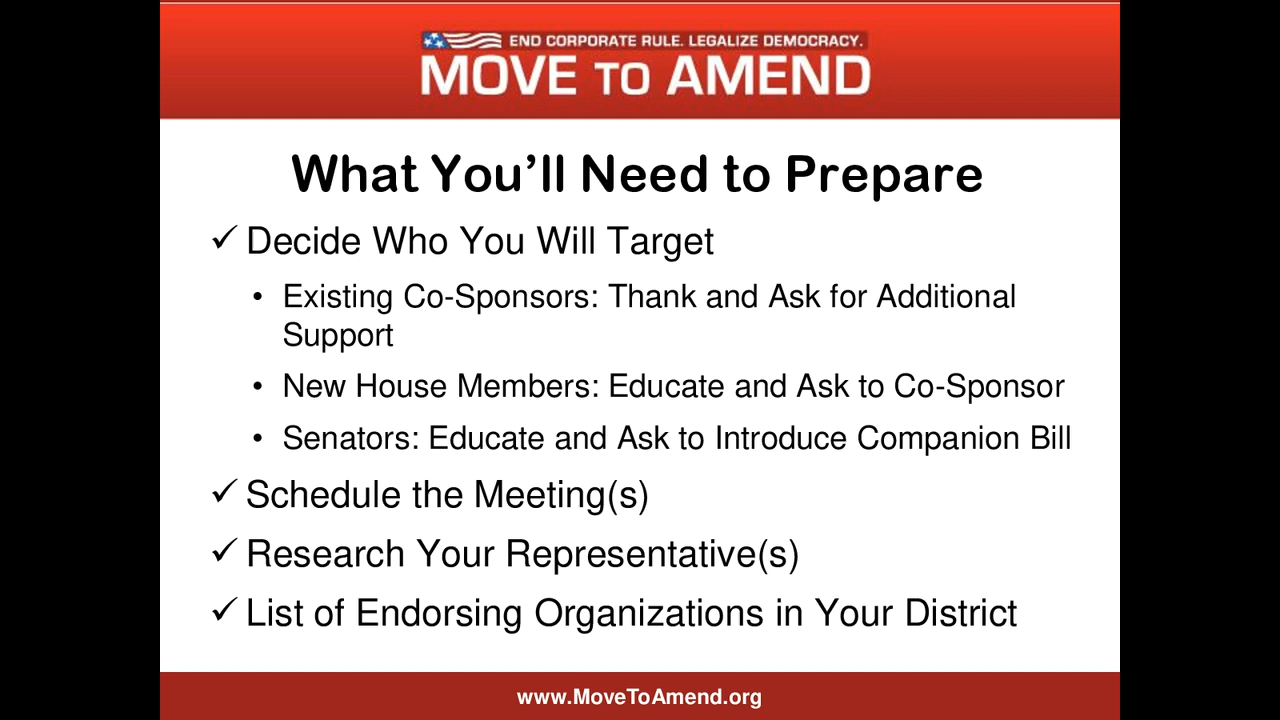 END CORPORATE RULE. LEGALIZE DEMOCRACY.
MOVE TO AMEND
What You’ll Need to Prepare
✓ Decide Who You Will Target
• Existing Co-Sponsors: Thank and Ask for Additional
Support
• New House Members: Educate and Ask to Co-Sponsor
• Senators: Educate and Ask to Introduce Companion Bill
✓ Schedule the Meeting(s)
✓ Research Your Representative(s)
✓ List of Endorsing Organizations in Your District
www.MoveToAmend.org